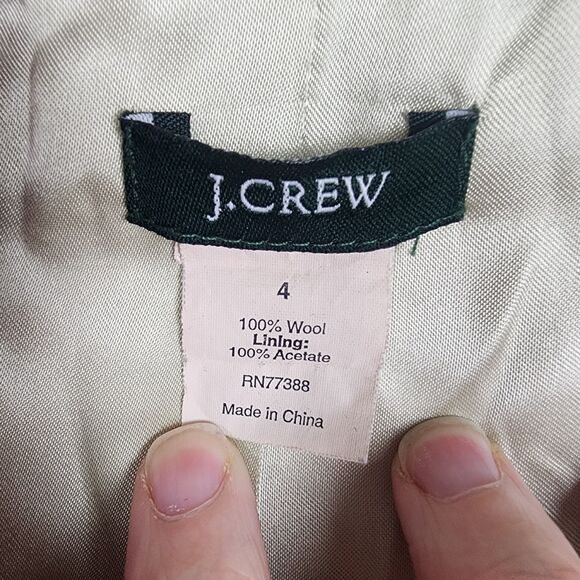 J.CREW
4
100% Wool
Lining:
100% Acetate
RN77388
Made in China